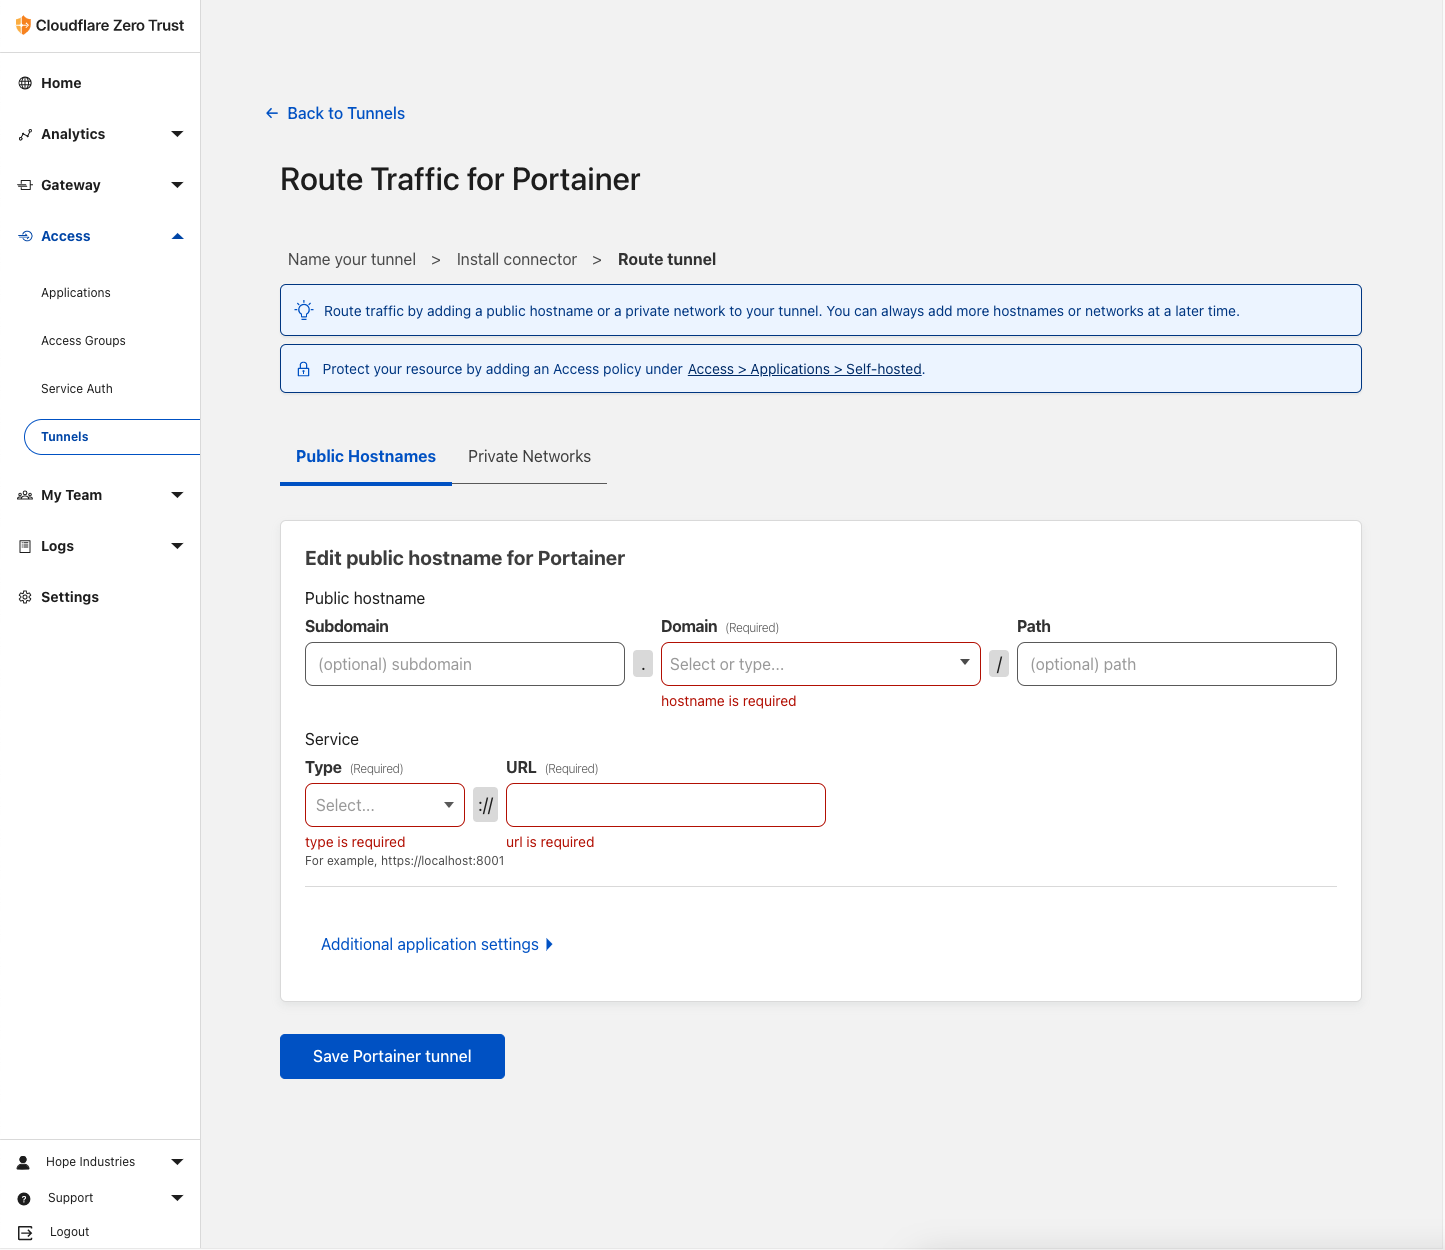 Cloudflare Zero Trust
Home
Analytics
Gateway
Access
Applications
Access Groups
Service Auth
Tunnels
My Team
Logs
Settings
Hope Industries
Support
Logout
← Back to Tunnels
Route Traffic for Portainer
Name your tunnel > Install connector > Route tunnel
Route traffic by adding a public hostname or a private network to your tunnel. You can always add more hostnames or networks at a later time.
Protect your resource by adding an Access policy under Access > Applications > Self-hosted.
Public Hostnames Private Networks
Edit public hostname for Portainer
Public hostname
Subdomain Domain (Required) Path
(optional) subdomain . Select or type... / (optional) path
hostname is required
Service
Type (Required) URL (Required)
Select... ://
type is required url is required
For example, https://localhost:8001
Additional application settings
Save Portainer tunnel